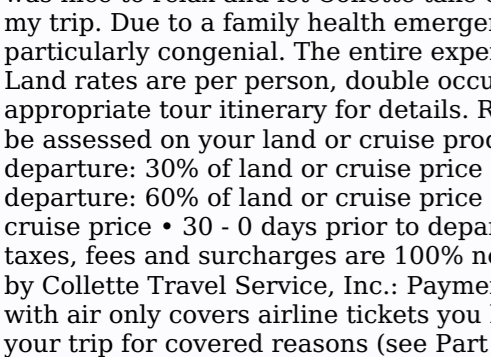 was nice to relax and let Collette take
my trip. Due to a family health emerge
particularly congenial. The entire expe
Land rates are per person, double occu
appropriate tour itinerary for details. R
be assessed on your land or cruise prod
departure: 30% of land or cruise price
departure: 60% of land or cruise price
cruise price • 30 - 0 days prior to depar
taxes, fees and surcharges are 100% no
by Collette Travel Service, Inc.: Payme
with air only covers airline tickets you
your trip for covered reasons (see Part